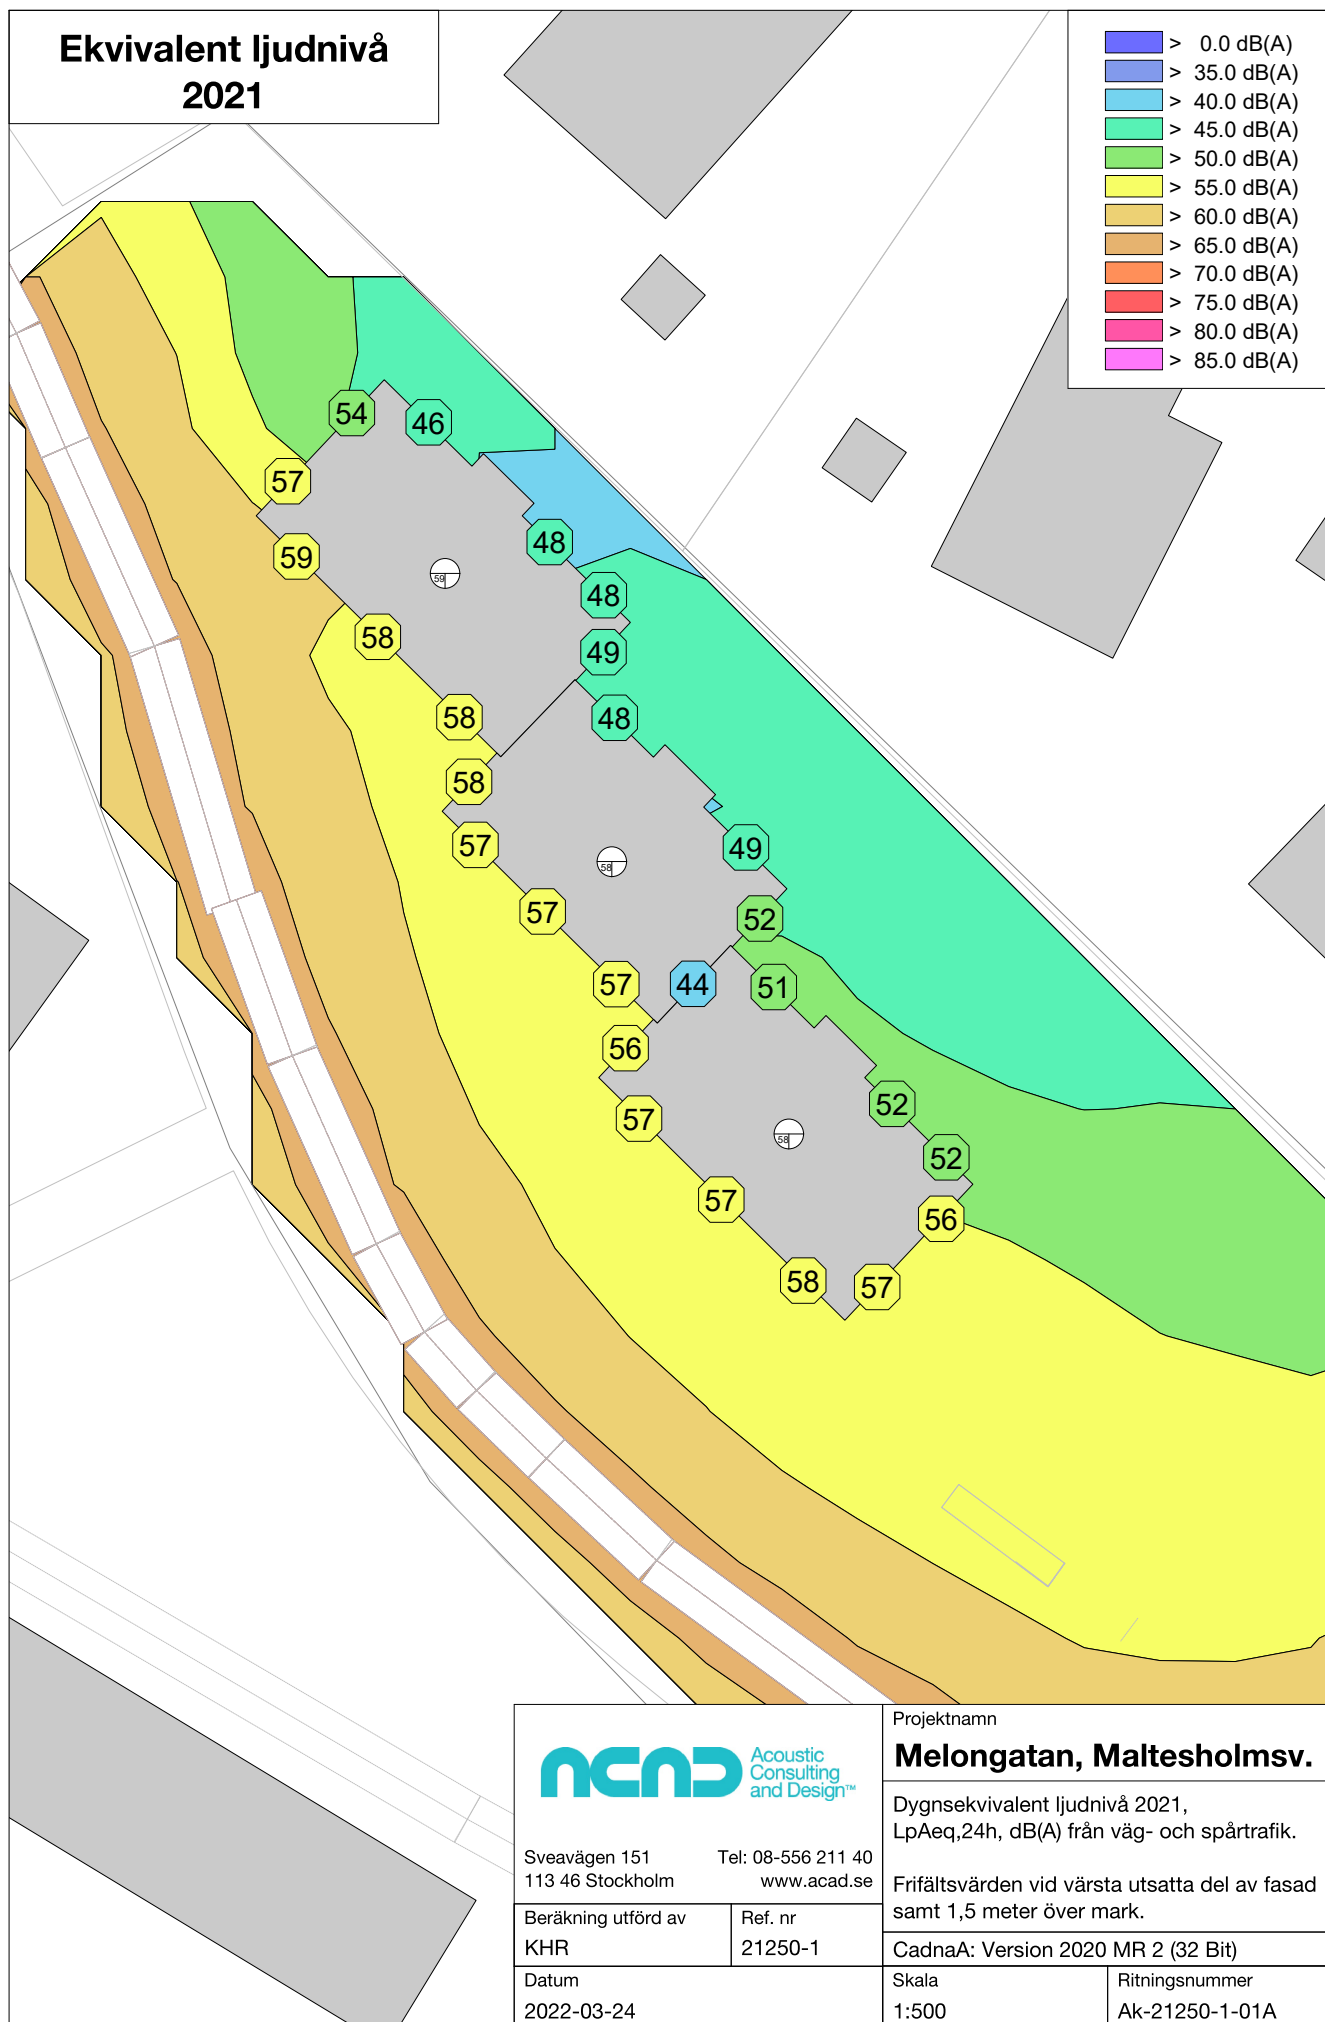 Ekvivalent ljudnivå
2021
> 0.0 dB(A)
> 35.0 dB(A)
> 40.0 dB(A)
> 45.0 dB(A)
> 50.0 dB(A)
> 55.0 dB(A)
> 60.0 dB(A)
> 65.0 dB(A)
> 70.0 dB(A)
> 75.0 dB(A)
> 80.0 dB(A)
> 85.0 dB(A)
54
46
57
48
59
59
48
58
49
58
48
58
57
49
58
57
52
57
44
51
56
52
57
58
52
57
56
58
57
ACAD
Acoustic
Consulting
and Design™
Sveavägen 151
113 46 Stockholm
Tel: 08-556 211 40
www.acad.se
Beräkning utförd av
KHR
Ref. nr
21250-1
Datum
2022-03-24
Projektnamn
Melongatan, Maltesholmsv.
Dygnsekvivalent ljudnivå 2021,
LpAeq,24h, dB(A) från väg- och spårtrafik.
Frifältsvärden vid värsta utsatta del av fasad
samt 1,5 meter över mark.
CadnaA: Version 2020 MR 2 (32 Bit)
Skala
1:500
Ritningsnummer
Ak-21250-1-01A